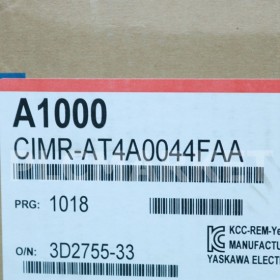 A1000
CIMR-AT4A0044FAA
PRG: 1018
KCC-REM-Ye
MANUFACTU
O/N: 3D2755-33
YASKAWA ELECT